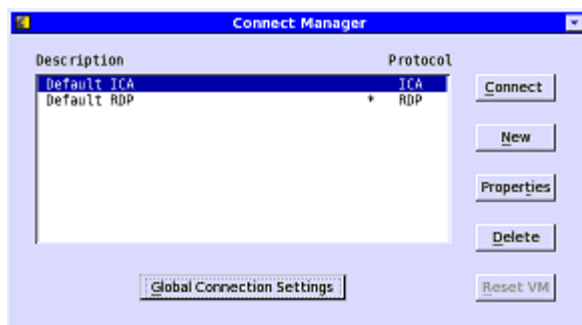 Connect Manager
Description Protocol
Default ICA ICA
Default RDP * RDP
Connect
New
Properties
Delete
Global Connection Settings
Reset VM